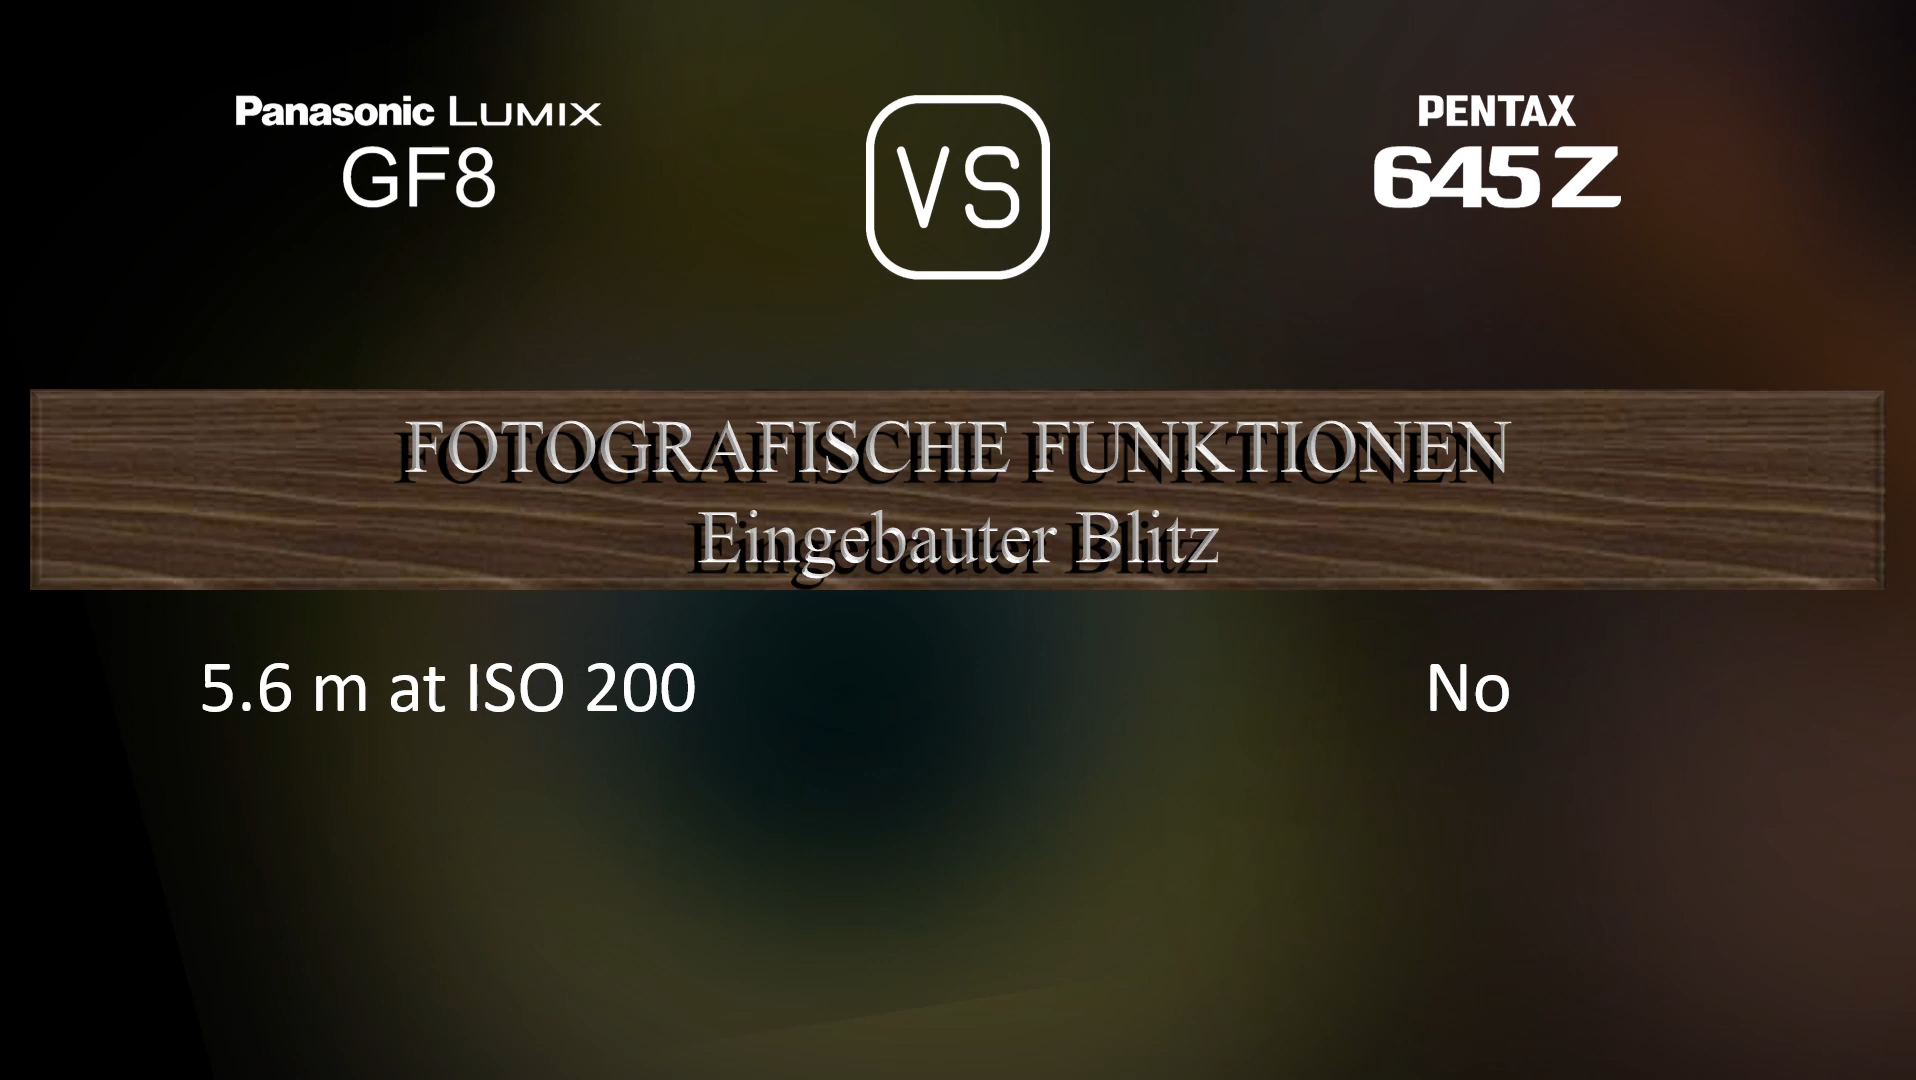 Panasonic LUMIX
GF8
VS
PENTAX
645Z
FOTOGRAFISCHE FUNKTIONEN
Eingebauter Blitz
5.6 m at ISO 200
No